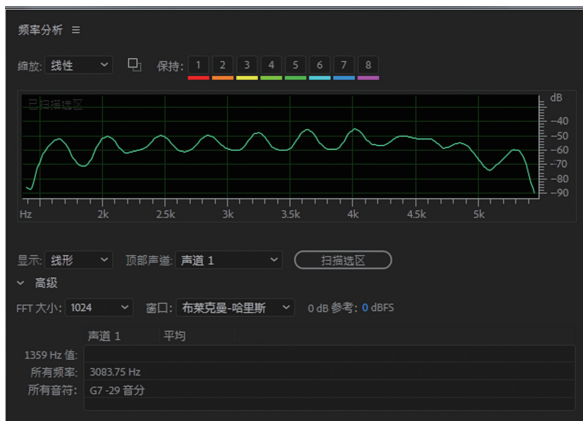 频率分析
缩放: 线性 保持: 1 2 3 4 5 6 7 8
已扫描选区
dB
-40
-50
-60
-70
-80
-90
Hz 2k 2.5k 3k 3.5k 4k 4.5k 5k
显示: 线形 顶部声道: 声道 1 扫描选区
高级
FFT 大小: 1024 窗口: 布莱克曼-哈里斯 0 dB 参考: 0 dBFS
声道 1 平均
1359 Hz 值:
所有频率: 3083.75 Hz
所有音符: G7 -29 音分